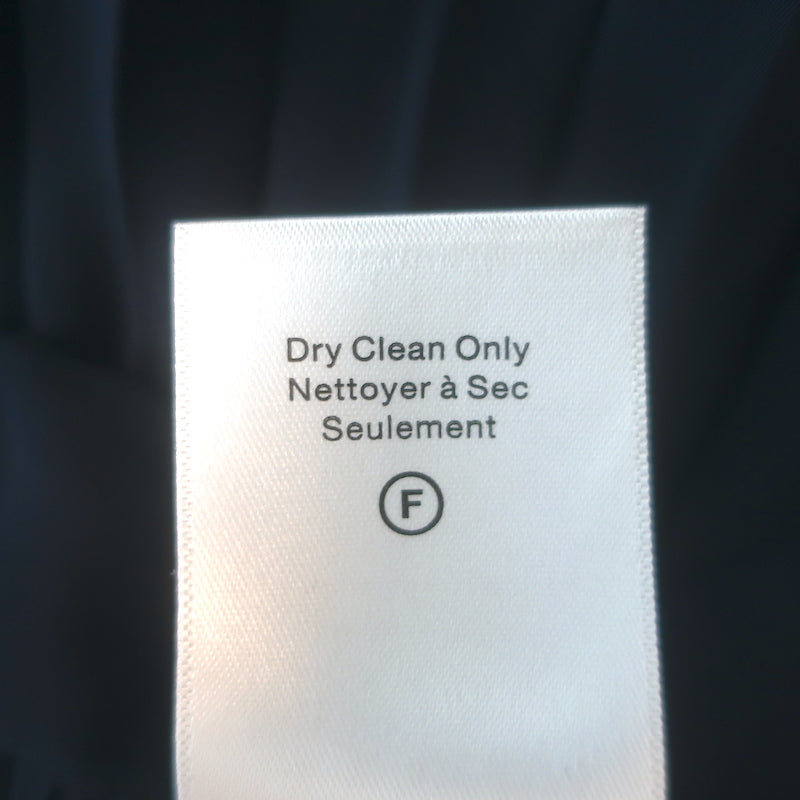 Dry Clean Only
Nettoyer à Sec
Seulement
F